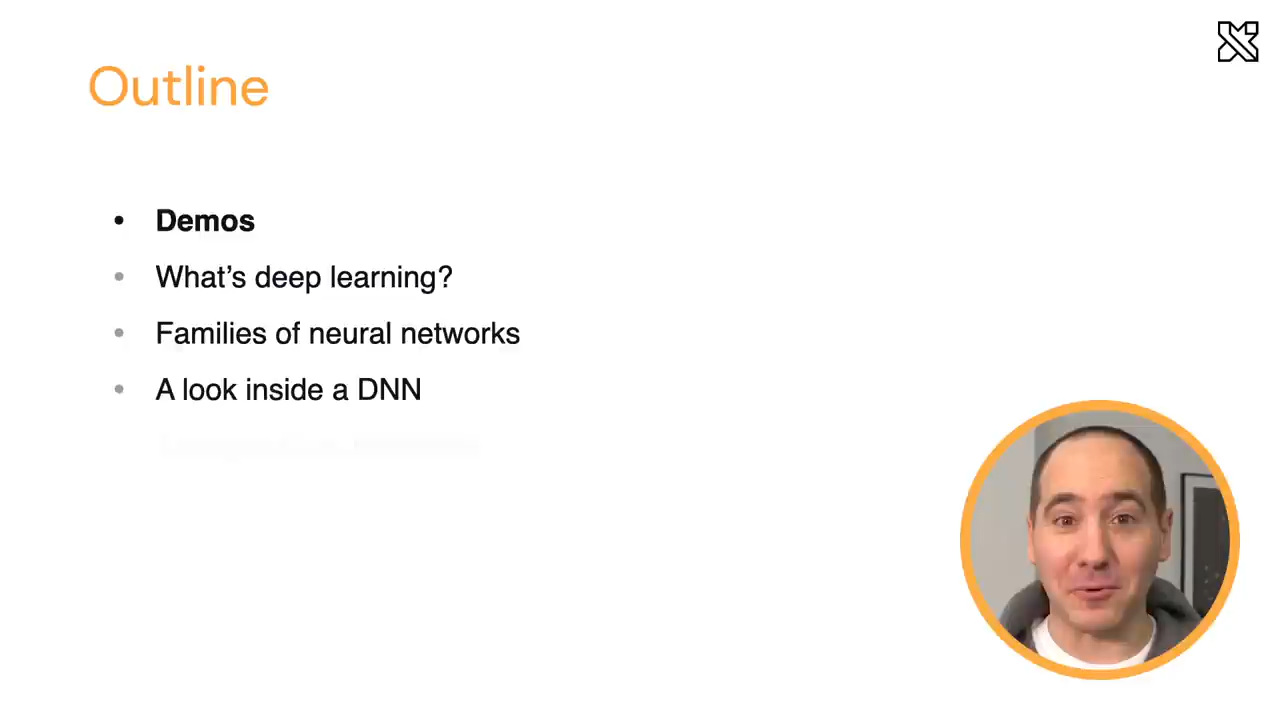 Outline
• Demos
• What's deep learning?
• Families of neural networks
• A look inside a DNN